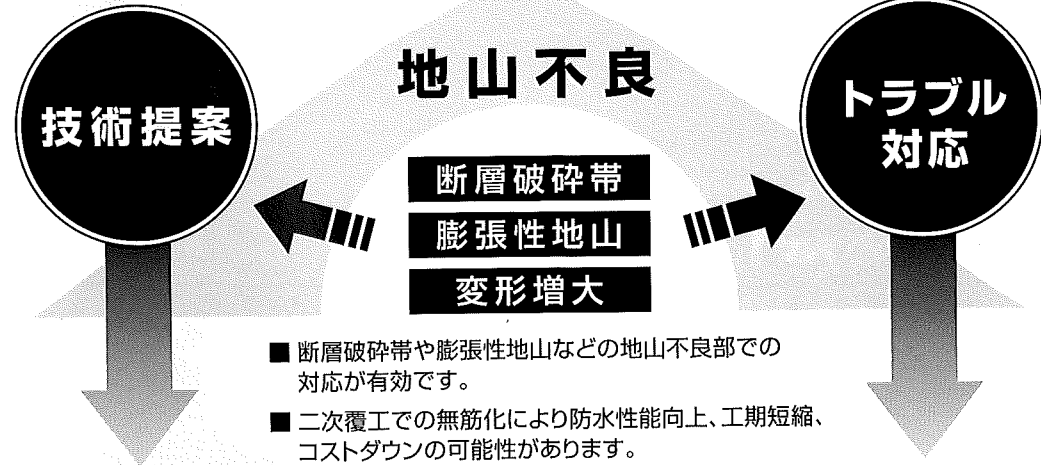 地山不良
技術提案
トラブル
対応
断層破砕帯
膨張性地山
変形増大
■ 断層破砕帯や膨張性地山などの地山不良部での
対応が有効です。
■ 二次覆工での無筋化により防水性能向上、工期短縮、
コストダウンの可能性があります。